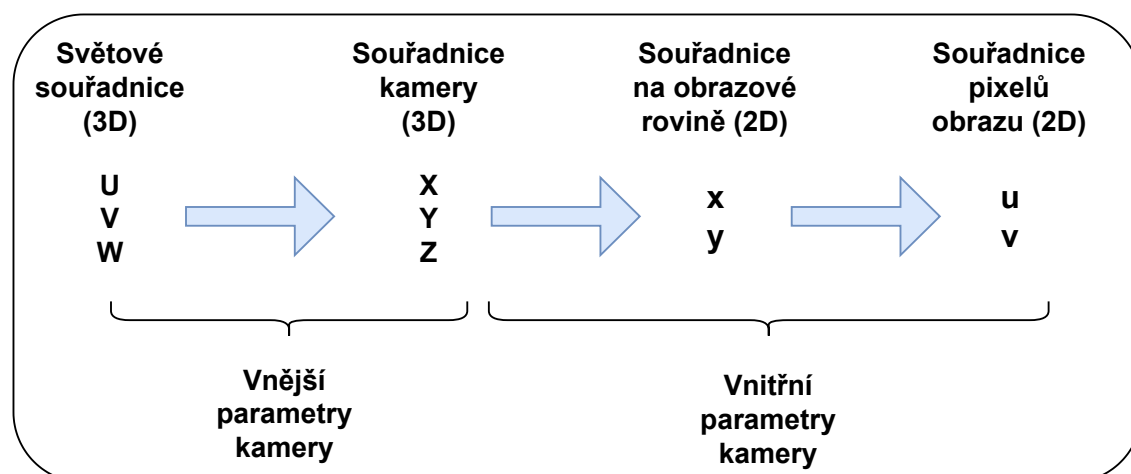 Světové
souřadnice
(3D)
Souřadnice
kamery
(3D)
Souřadnice
na obrazové
rovině (2D)
Souřadnice
pixelů
obrazu (2D)
U
V
W
X
Y
Z
x
y
u
v
Vnější
parametry
kamery
Vnitřní
parametry
kamery